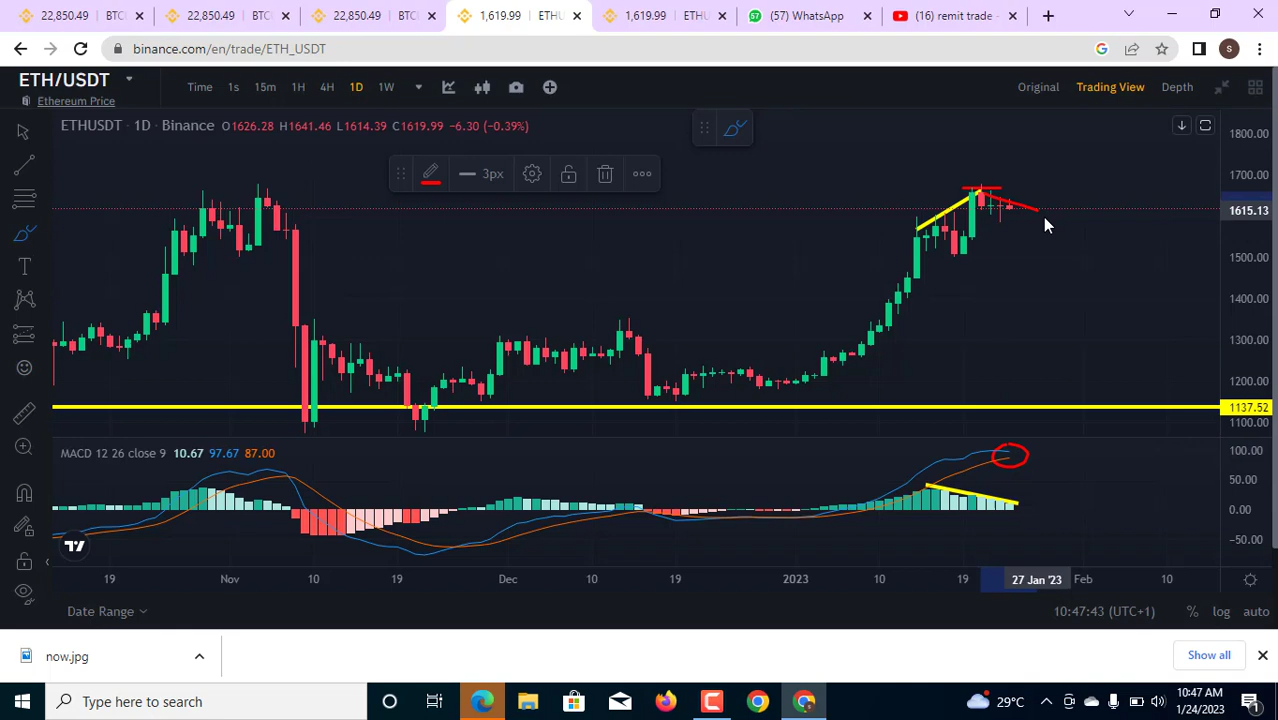 22,850.49 BTC
22,850.49 BTC
22,850.49 BTC
1,619.99 ETHU
1,619.99 ETHU
(57) WhatsApp
(16) remit trade -
binance.com/en/trade/ETH_USDT
S
ETH/USDT
Ethereum Price
Time 1s 15m 1H 4H 1D 1W
Original Trading View Depth
ETHUSDT · 1D · Binance O1626.28 H1641.46 L1614.39 C1619.99 −6.30 (−0.39%)
3px
1800.00
1700.00
1615.13
1500.00
1400.00
1300.00
1200.00
1137.52
1100.00
MACD 12 26 close 9 10.67 97.67 87.00
100.00
50.00
0.00
−50.00
19 Nov 10 19 Dec 10 19 2023 10 19 27 Jan '23 Feb 10
Date Range
10:47:43 (UTC+1) % log auto
now.jpg
Show all
Type here to search
29°C
10:47 AM
1/24/2023
1